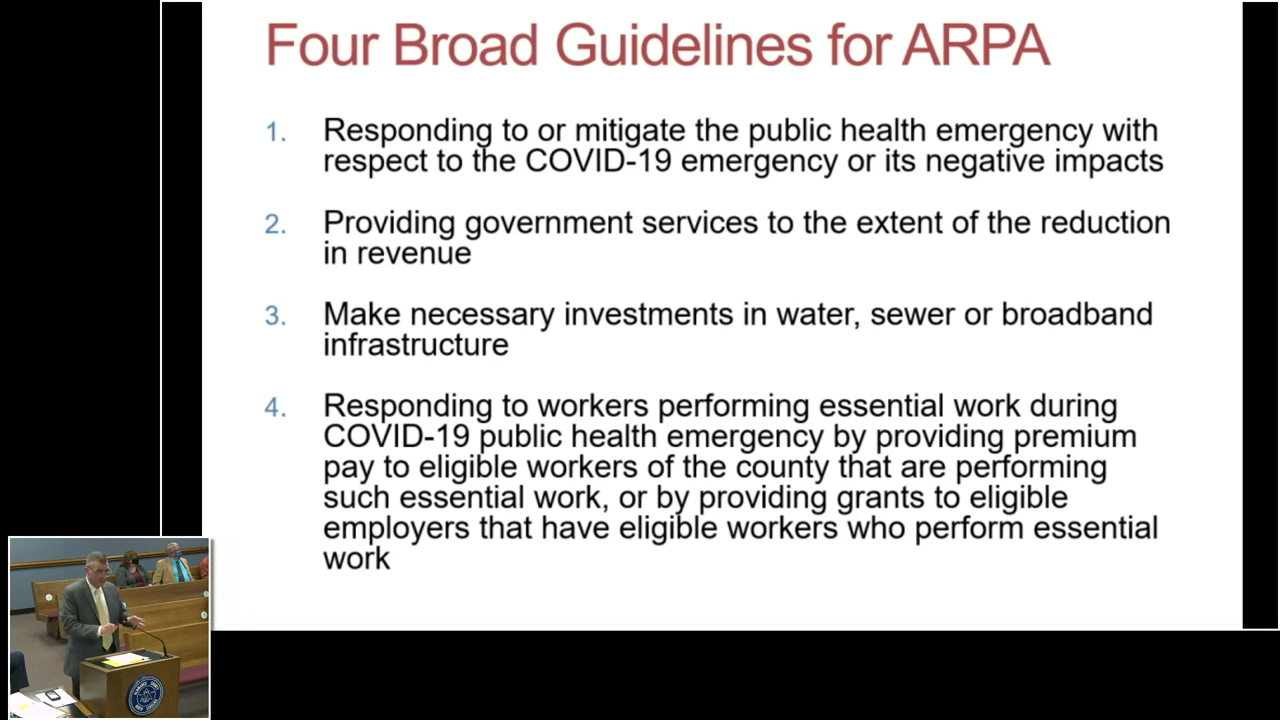 Four Broad Guidelines for ARPA
1. Responding to or mitigate the public health emergency with
respect to the COVID-19 emergency or its negative impacts
2. Providing government services to the extent of the reduction
in revenue
3. Make necessary investments in water, sewer or broadband
infrastructure
4. Responding to workers performing essential work during
COVID-19 public health emergency by providing premium
pay to eligible workers of the county that are performing
such essential work, or by providing grants to eligible
employers that have eligible workers who perform essential
work